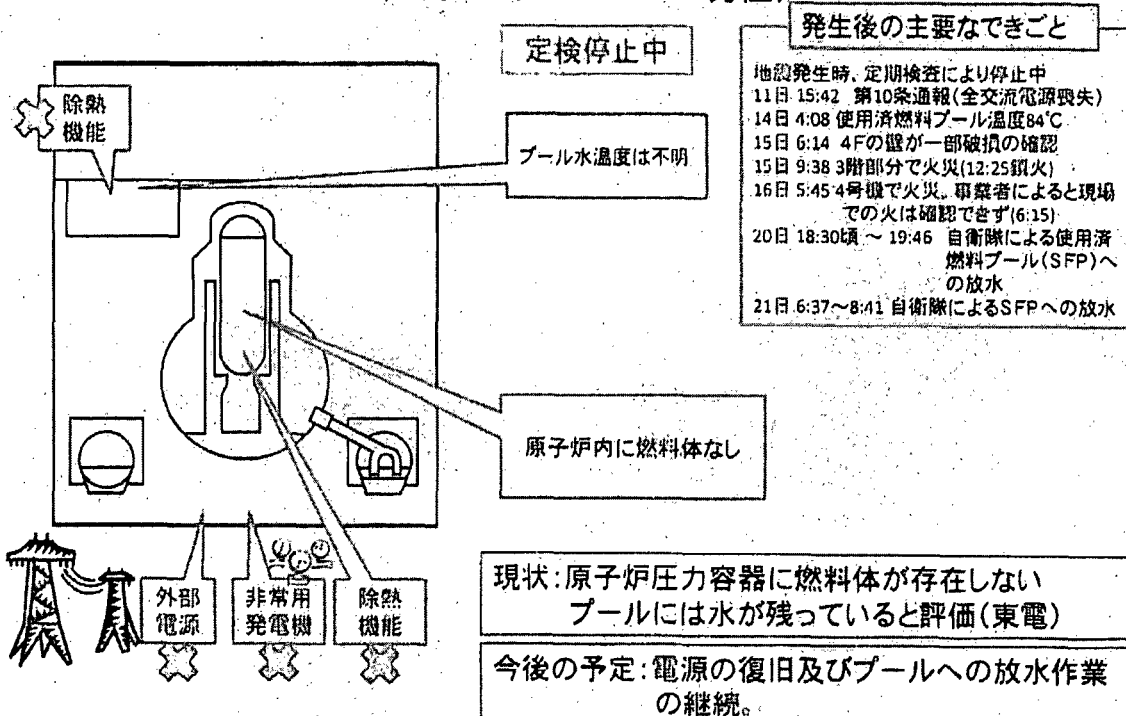 定検停止中
発生後の主要なできごと
地震発生時、定期検査により停止中
11日 15:42 第10条通報(全交流電源喪失)
14日 4:08 使用済燃料プール温度84℃
15日 6:14 4Fの壁が一部破損の確認
15日 9:38 3階部分で火災(12:25鎮火)
16日 5:45 4号機で火災。事業者によると現場
での火は確認できず(6:15)
20日 18:30頃 ~ 19:46 自衛隊による使用済
燃料プール(SFP)へ
の放水
21日 6:37~8:41 自衛隊によるSFPへの放水
除熱
機能
プール水温度は不明
原子炉内に燃料体なし
外部
電源
非常用
発電機
除熱
機能
現状:原子炉圧力容器に燃料体が存在しない
プールには水が残っていると評価(東電)
今後の予定:電源の復旧及びプールへの放水作業
の継続。